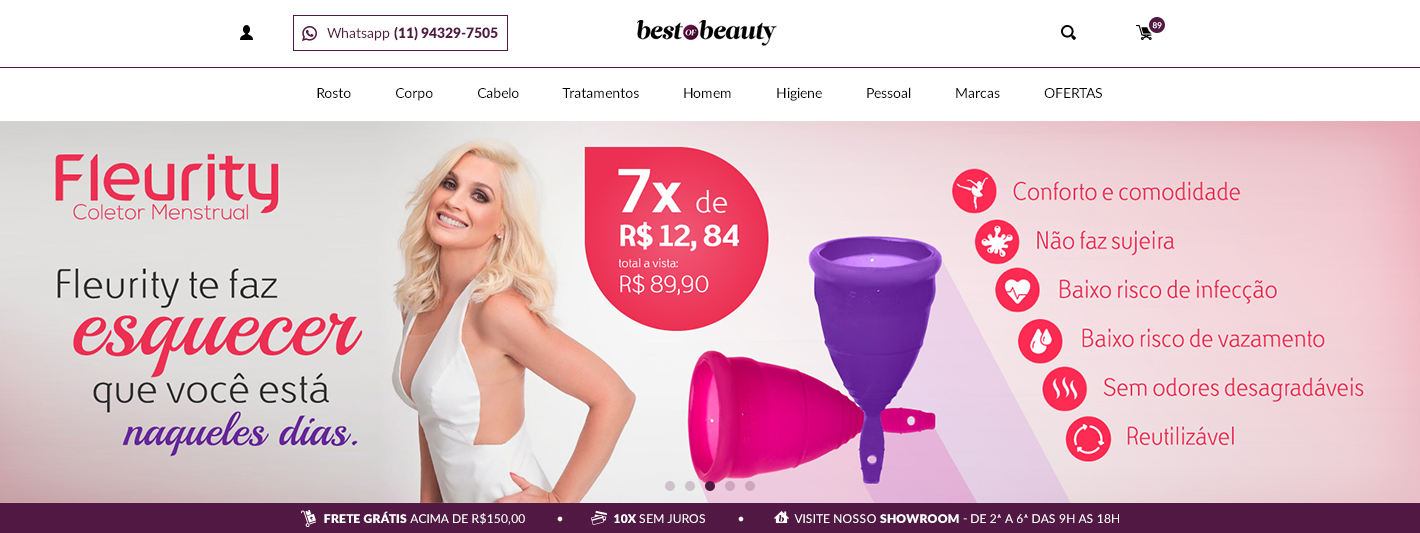 Whatsapp (11) 94329-7505
best OF beauty
89
Rosto Corpo Cabelo Tratamentos Homem Higiene Pessoal Marcas OFERTAS
Fleurity
Coletor Menstrual
Fleurity te faz
esquecer
que você está
naqueles dias.
7x de
R$ 12, 84
total a vista:
R$ 89,90
Conforto e comodidade
Não faz sujeira
Baixo risco de infecção
Baixo risco de vazamento
Sem odores desagradáveis
Reutilizável
FRETE GRÁTIS ACIMA DE R$150,00 • 10X SEM JUROS • VISITE NOSSO SHOWROOM - DE 2ª A 6ª DAS 9H AS 18H